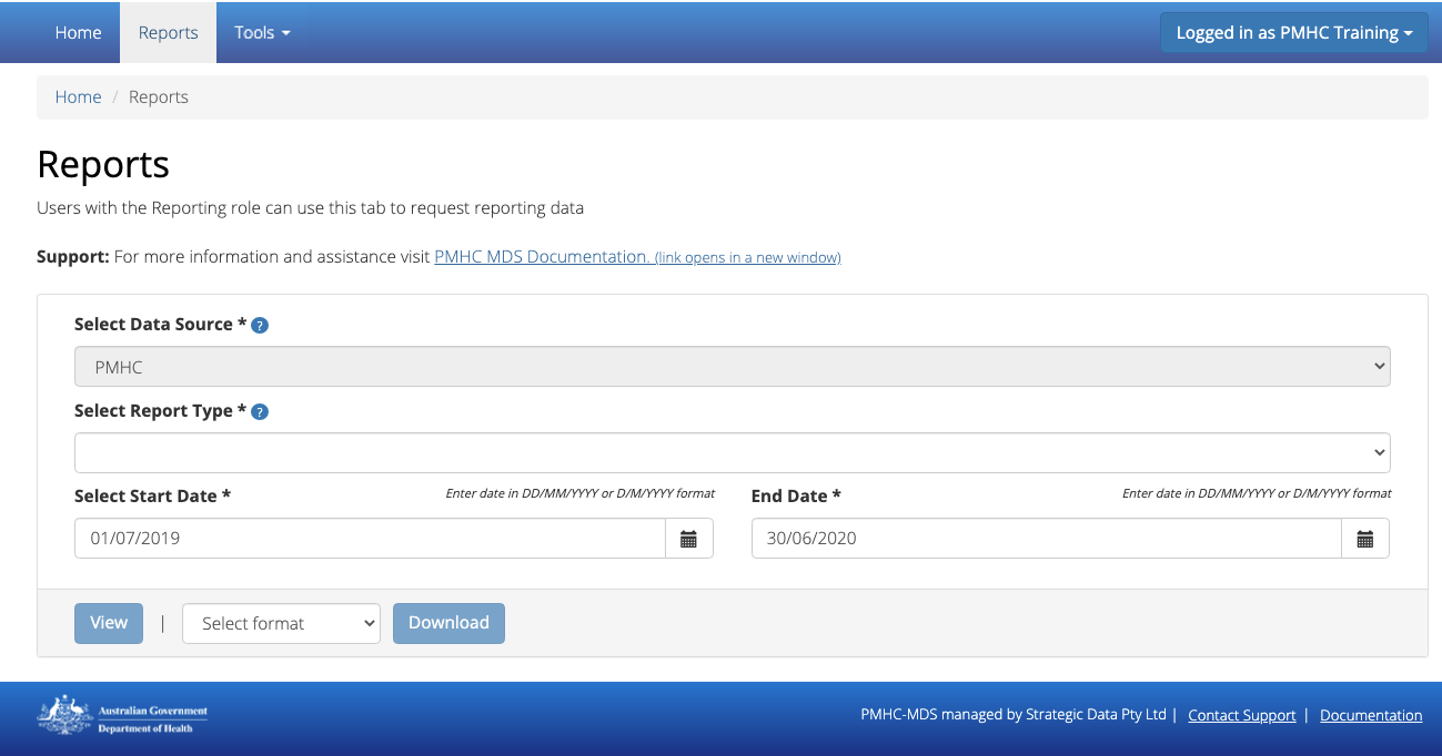 Home Reports Tools Logged in as PMHC Training
Home / Reports
Reports
Users with the Reporting role can use this tab to request reporting data
Support: For more information and assistance visit PMHC MDS Documentation. (link opens in a new window)
Select Data Source * ?
PMHC
Select Report Type * ?
Select Start Date * Enter date in DD/MM/YYYY or D/M/YYYY format End Date * Enter date in DD/MM/YYYY or D/M/YYYY format
01/07/2019 30/06/2020
View | Select format Download
Australian Government
Department of Health
PMHC-MDS managed by Strategic Data Pty Ltd | Contact Support | Documentation